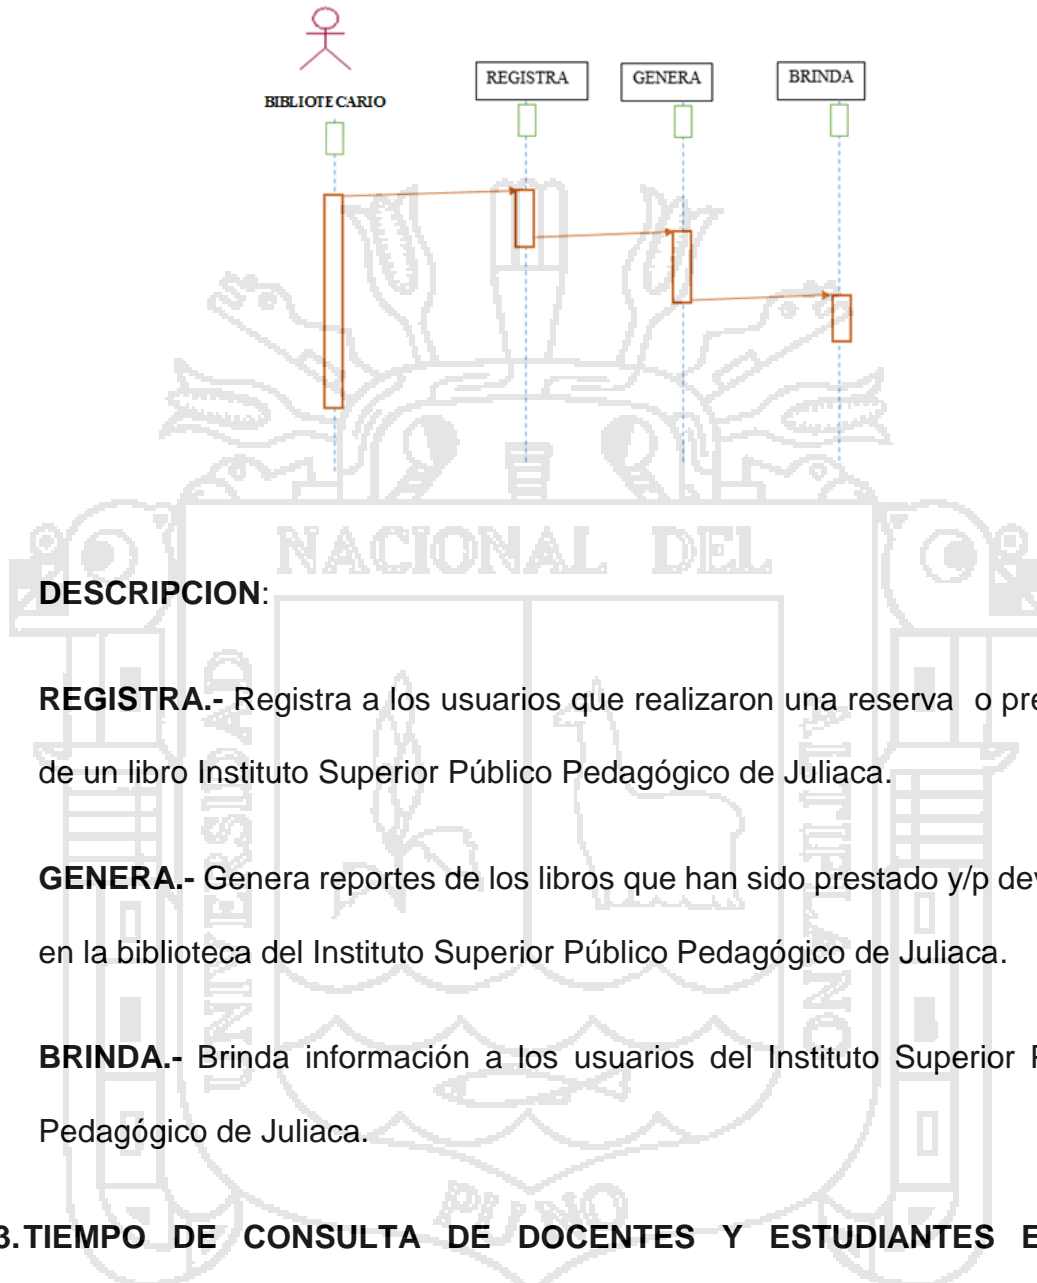 BIBLIOTECARIO
REGISTRA
GENERA
BRINDA
NACIONAL DEL
UNIVERSIDAD
ALTIPLANO
PUNO
DESCRIPCION:
REGISTRA.- Registra a los usuarios que realizaron una reserva o
de un libro Instituto Superior Público Pedagógico de Juliaca.
GENERA.- Genera reportes de los libros que han sido prestado y/p
en la biblioteca del Instituto Superior Público Pedagógico de Juliaca.
BRINDA.- Brinda información a los usuarios del Instituto Superior
Pedagógico de Juliaca.
3. TIEMPO DE CONSULTA DE DOCENTES Y ESTUDIANTES